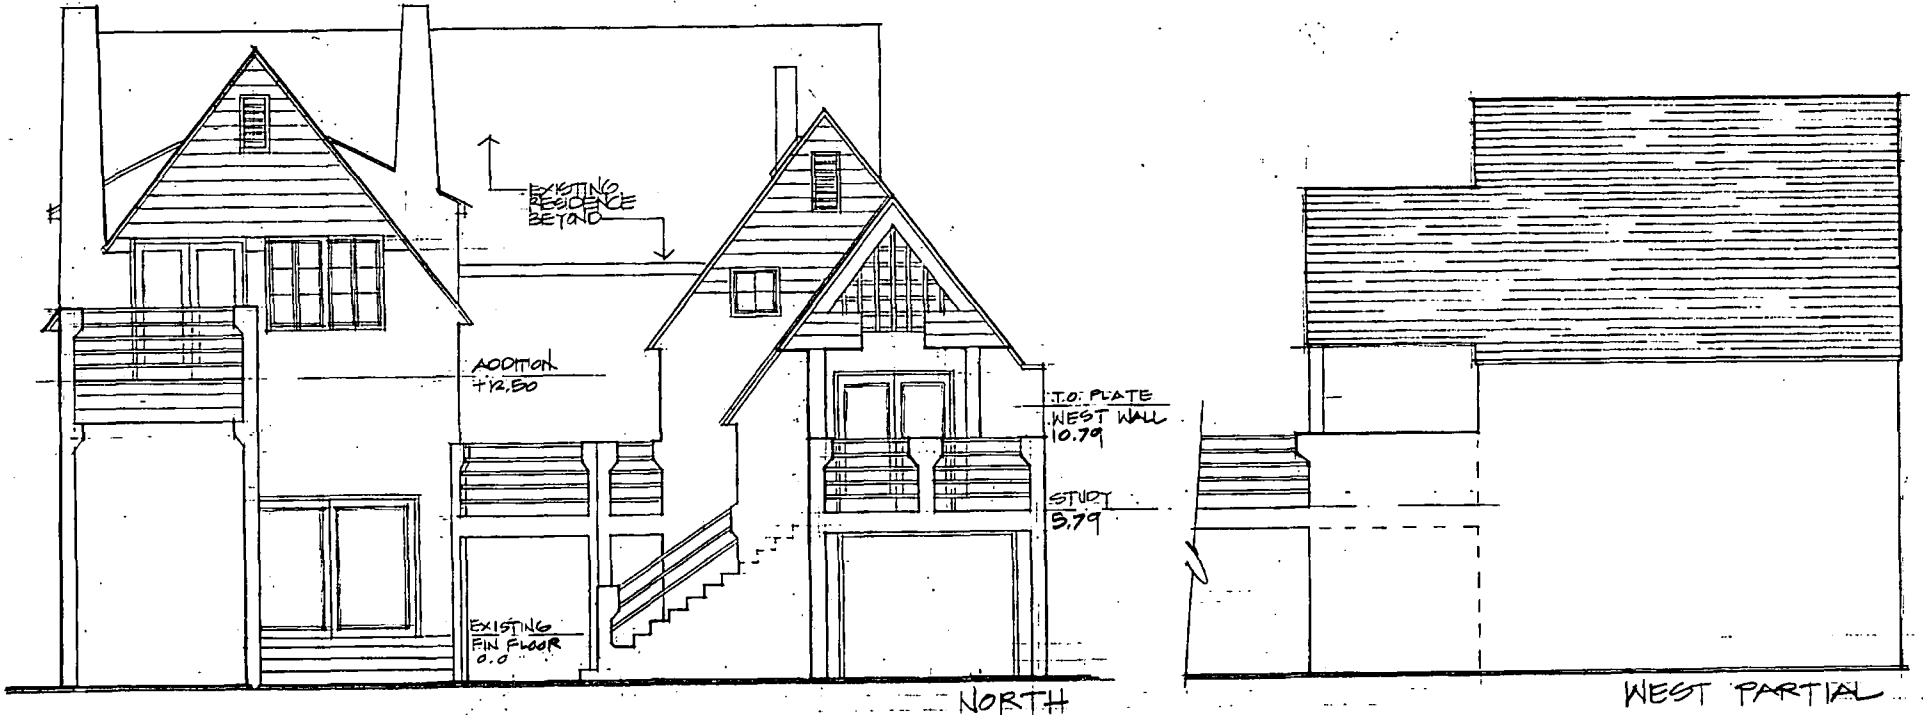 EXISTING
RESIDENCE
BEYOND
ADDITION
+12.50
T.O. PLATE
WEST WALL
10.79
STUDY
5.79
EXISTING
FIN FLOOR
0.0
NORTH
WEST PARTIAL